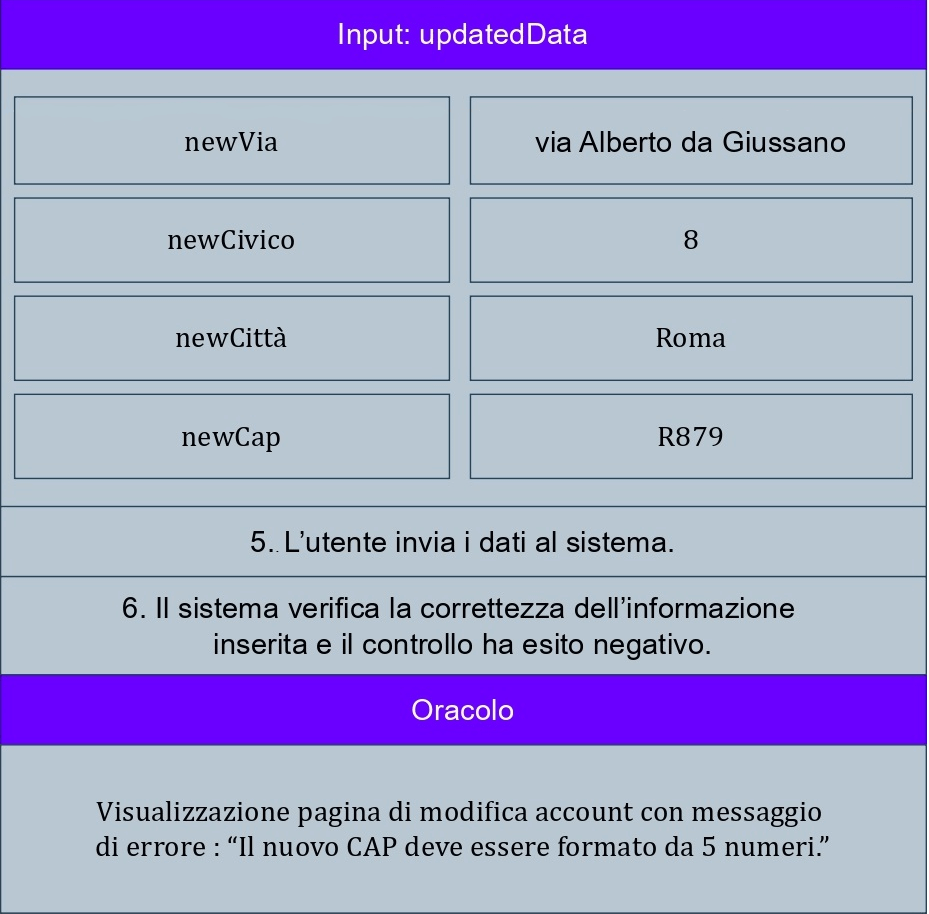 Input: updatedData
newVia
via Alberto da Giussano
newCivico
8
newCittà
Roma
newCap
R879
5.. L’utente invia i dati al sistema.
6. Il sistema verifica la correttezza dell’informazione
inserita e il controllo ha esito negativo.
Oracolo
Visualizzazione pagina di modifica account con messaggio
di errore : “Il nuovo CAP deve essere formato da 5 numeri.”